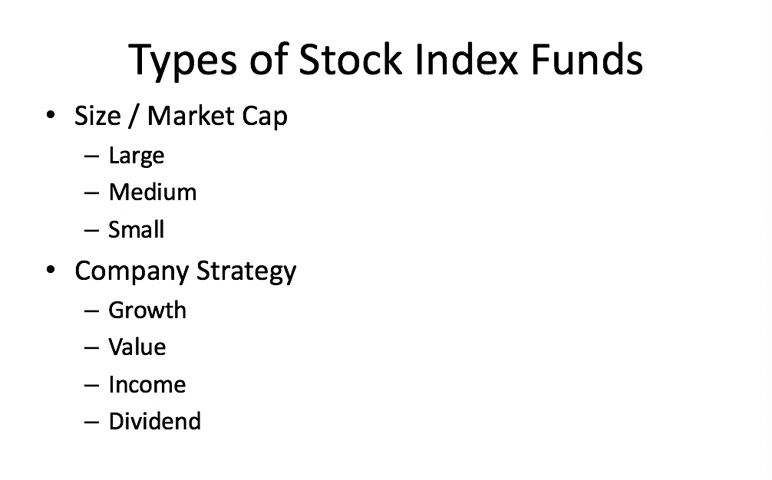 Types of Stock Index Funds
• Size / Market Cap
– Large
– Medium
– Small
• Company Strategy
– Growth
– Value
– Income
– Dividend